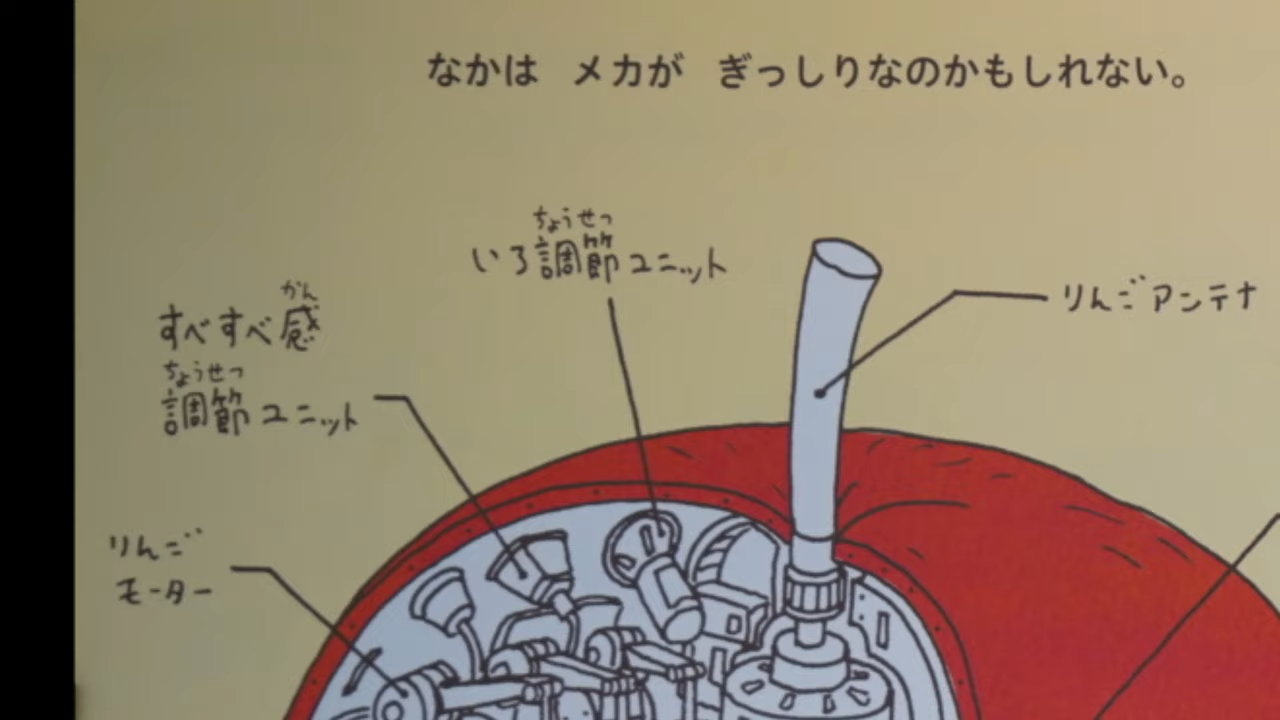 なかは メカが ぎっしりなのかもしれない。
ちょうせつ
いろ調節ユニット
りんごアンテナ
かん
すべすべ感
ちょうせつ
調節ユニット
りんご
モーター